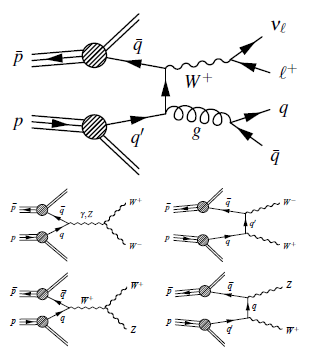 p̄ q̄ W⁺ ν_ℓ
ℓ⁺
p q′ g q
q̄
p̄ q̄ γ, Z W⁺
p q W⁻
p̄ q̄ q′ W⁻
p q W⁺
p̄ q̄ W⁺ W⁺
p q Z
p̄ q̄ q Z
p q′ W⁺